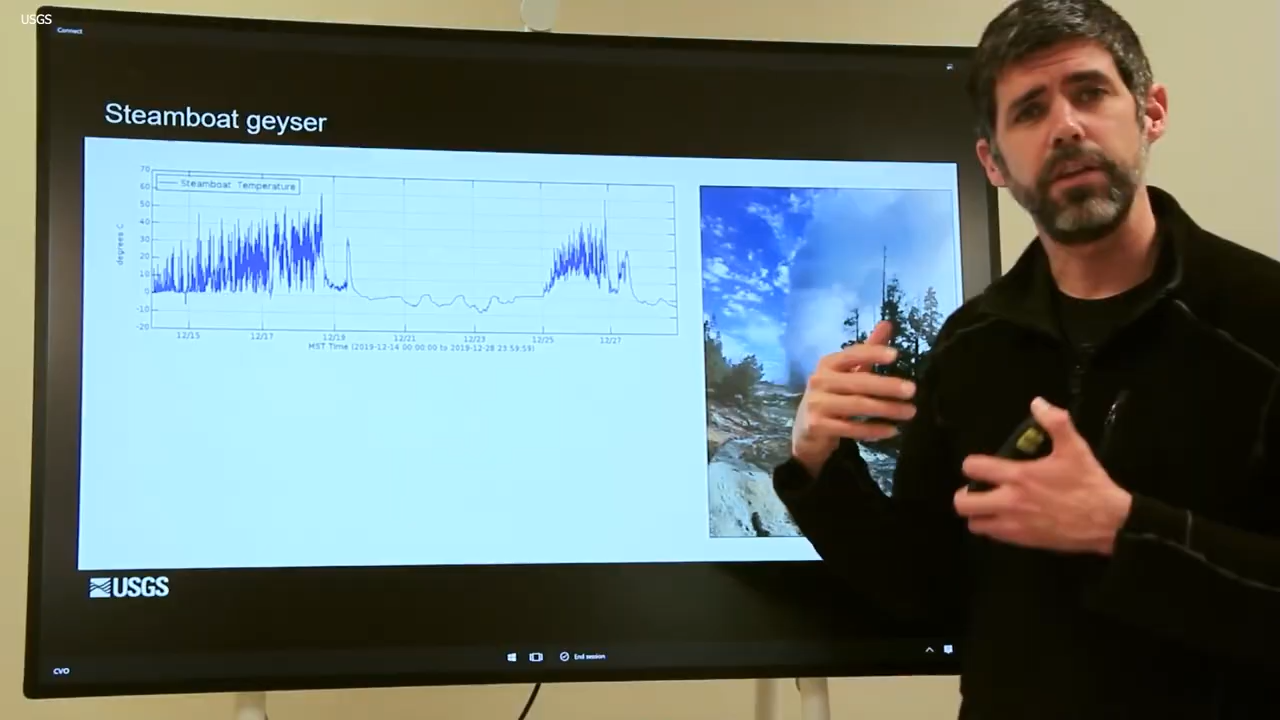 USGS
Connect
Steamboat geyser
70
60
50
40
30
20
10
0
-10
-20
degrees C
Steamboat Temperature
12/15
12/17
12/19
12/21
12/23
12/25
12/27
MST Time (2019-12-14 00:00:00 to 2019-12-28 23:59:59)
USGS
CVO
End session